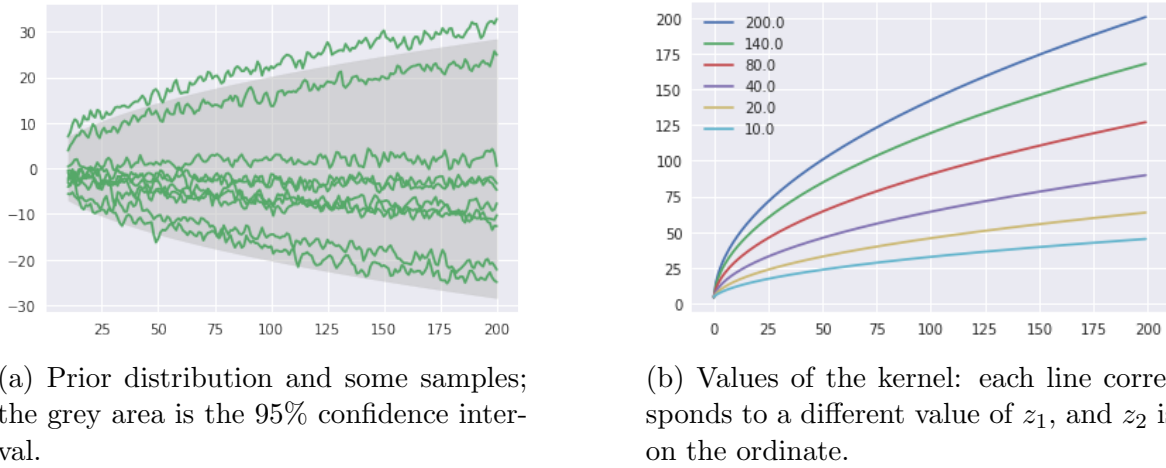 30
20
10
0
−10
−20
−30
25 50 75 100 125 150 175 200
200
175
150
125
100
75
50
25
0
200.0
140.0
80.0
40.0
20.0
10.0
0 25 50 75 100 125 150 175 200
(a) Prior distribution and some samples;
the grey area is the 95% confidence inter-
val.
(b) Values of the kernel: each line corre-
sponds to a different value of z₁, and z₂ is
on the ordinate.